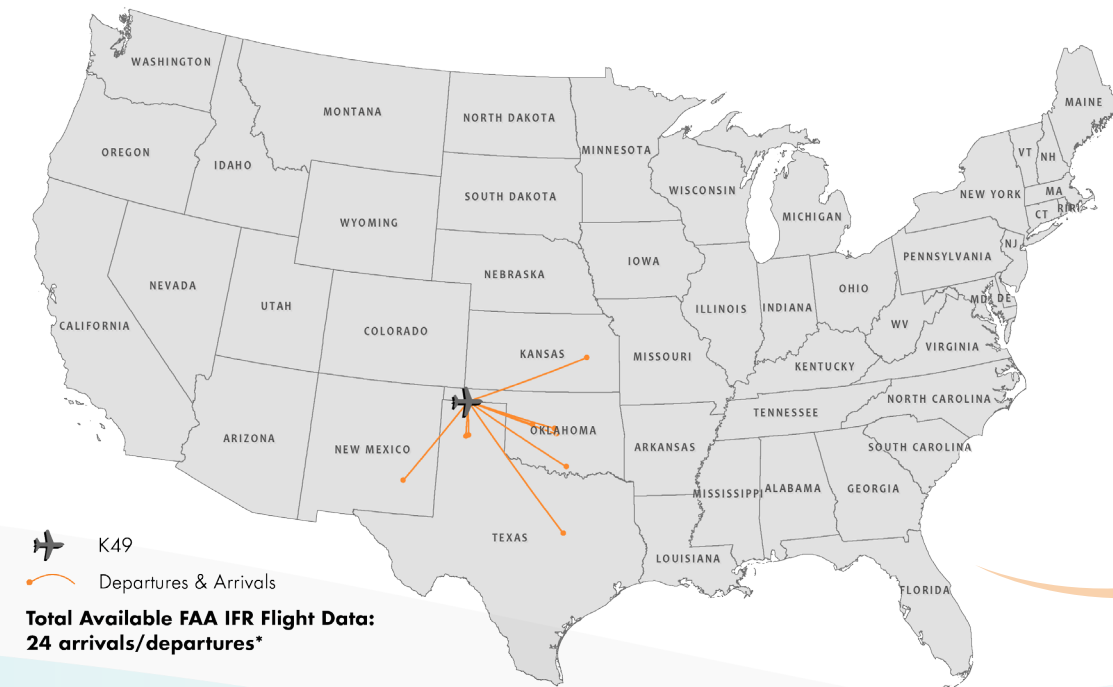 WASHINGTON
MAINE
MONTANA
NORTH DAKOTA
MINNESOTA
OREGON
IDAHO
VT
NH
WISCONSIN
SOUTH DAKOTA
NEW YORK
MA
MICHIGAN
CT
RI
RI
WYOMING
NJ
PENNSYLVANIA
IOWA
NEBRASKA
NEVADA
OHIO
MD
DE
UTAH
ILLINOIS
INDIANA
CALIFORNIA
COLORADO
WV
VIRGINIA
KANSAS
MISSOURI
KENTUCKY
NORTH CAROLINA
TENNESSEE
OKLAHOMA
ARIZONA
NEW MEXICO
ARKANSAS
SOUTH CAROLINA
MISSISSIPPI
ALABAMA
GEORGIA
TEXAS
LOUISIANA
FLORIDA
K49
Departures & Arrivals
Total Available FAA IFR Flight Data:
24 arrivals/departures*